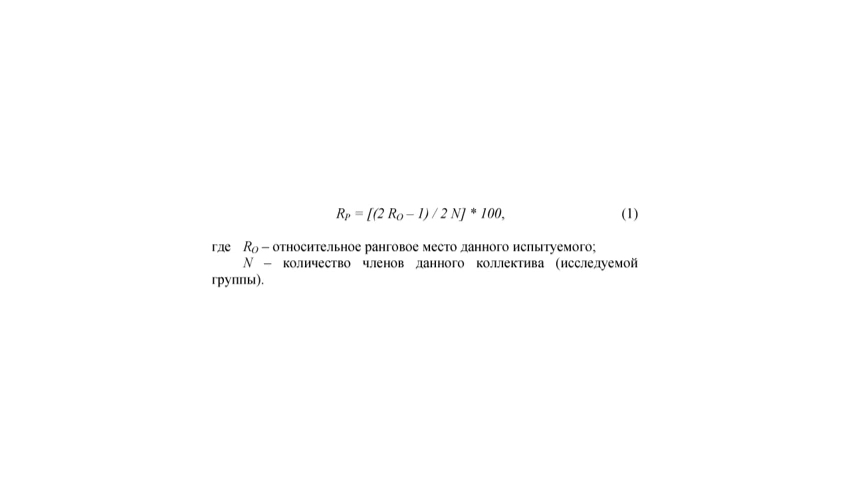 R_P = [(2 R_O – 1) / 2 N] * 100, (1)
где R_O – относительное ранговое место данного испытуемого;
N – количество членов данного коллектива (исследуемой
группы).